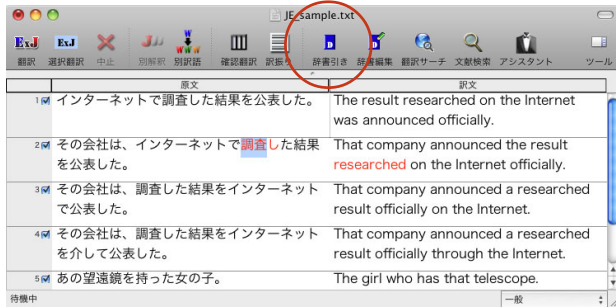 JE_sample.txt
ExJ ExJ JJJ W W W W D D
翻訳 選択翻訳 中止 別解釈 別訳語 確認翻訳 訳振り 辞書引き 辞書編集 翻訳サーチ 文献検索 アシスタント ツール
原文 訳文
1 インターネットで調査した結果を公表した。 The result researched on the Internet
was announced officially.
2 その会社は、インターネットで調査した結果 That company announced the result
を公表した。 researched on the Internet officially.
3 その会社は、調査した結果をインターネット That company announced a researched
で公表した。 result officially on the Internet.
4 その会社は、調査した結果をインターネット That company announced a researched
を介して公表した。 result officially through the Internet.
5 あの望遠鏡を持った女の子。 The girl who has that telescope.
待機中 一般